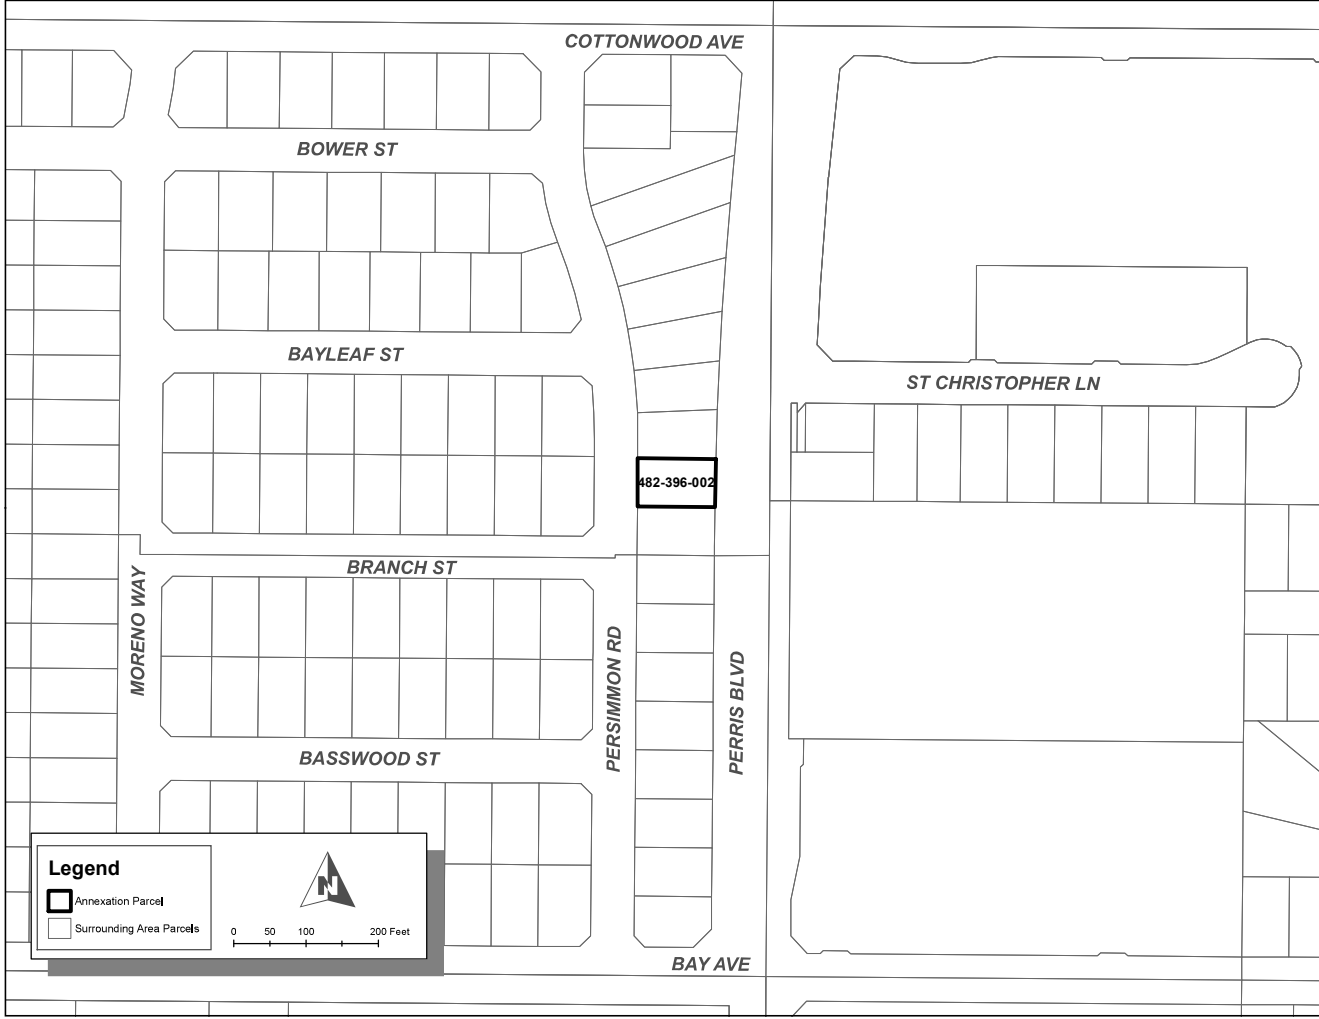 COTTONWOOD AVE
BOWER ST
BAYLEAF ST
ST CHRISTOPHER LN
482-396-002
BRANCH ST
MORENO WAY
PERSIMMON RD
PERRIS BLVD
BASSWOOD ST
Legend
Annexation Parcel
Surrounding Area Parcels
N
0 50 100 200 Feet
BAY AVE